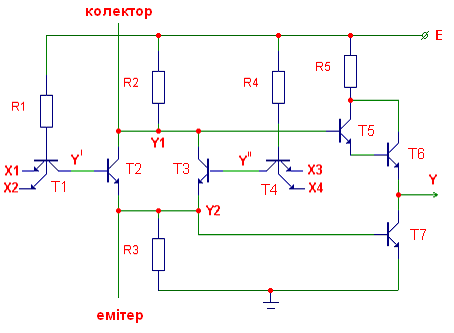 колектор
E
R1
R2
R4
R5
Y1
T5
T6
X1
X2
T1
Y'
T2
T3
Y"
T4
X3
X4
Y
Y2
R3
T7
емітер